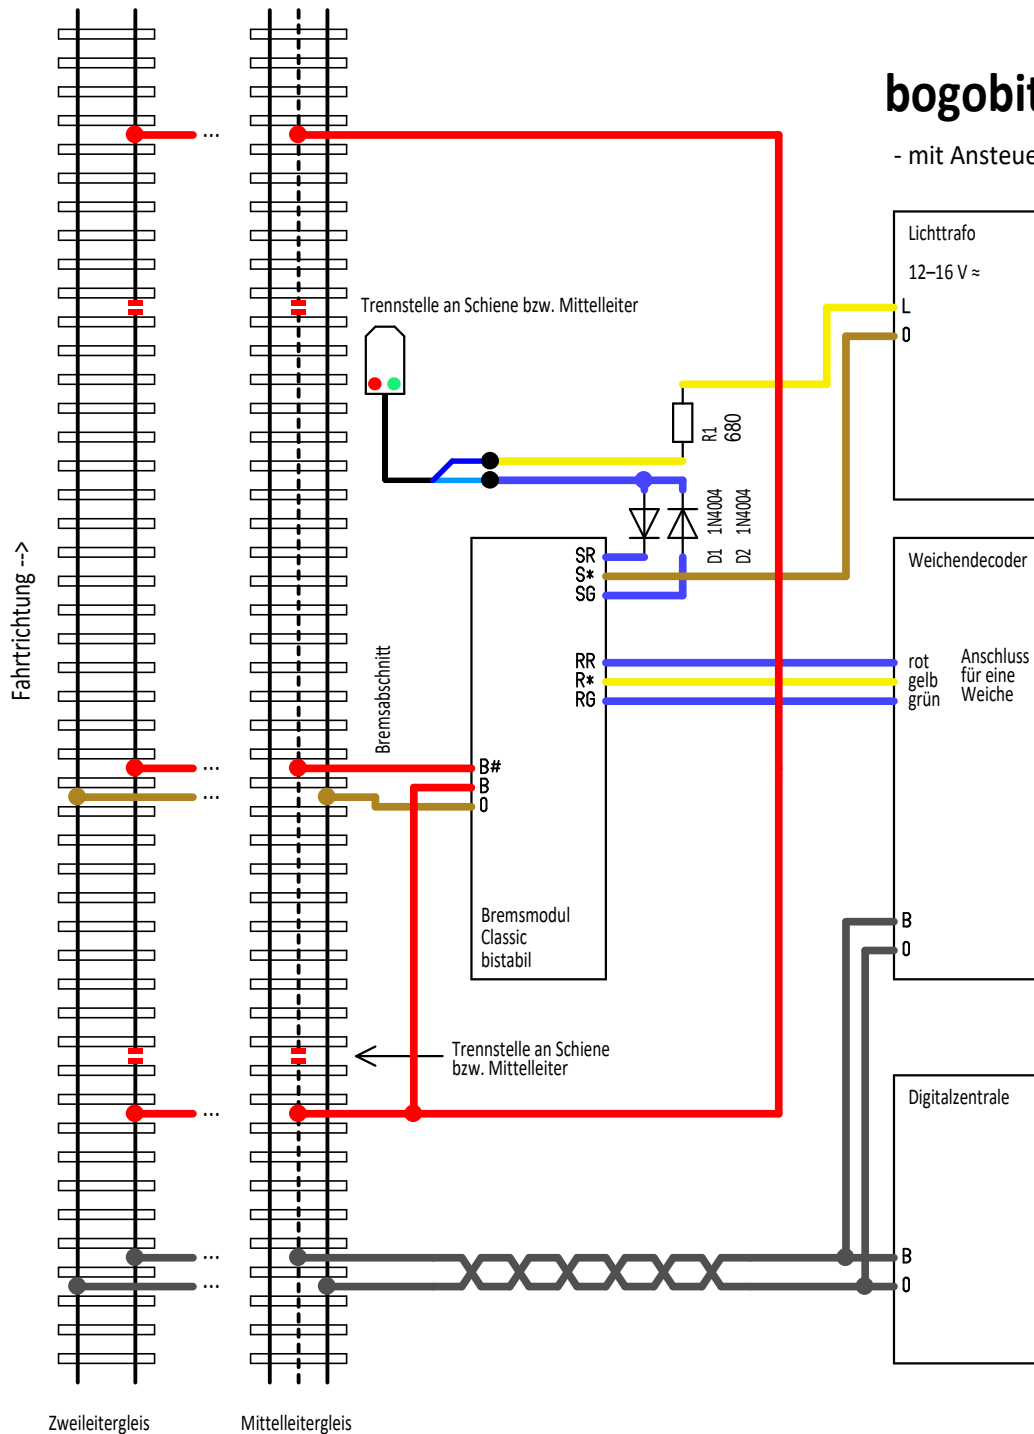 bogobit
- mit Ansteue
...
Lichttrafo
12–16 V ≈
L
0
Trennstelle an Schiene bzw. Mittelleiter
R1
680
D1 1N4004
D2 1N4004
Fahrtrichtung -->
SR
S*
SG
Weichendecoder
RR
R*
RG
rot
gelb
grün
Anschluss
für eine
Weiche
Bremsabschnitt
...
...
B#
B
0
Bremsmodul
Classic
bistabil
B
0
Trennstelle an Schiene
bzw. Mittelleiter
...
Digitalzentrale
...
...
B
0
Zweileitergleis
Mittelleitergleis